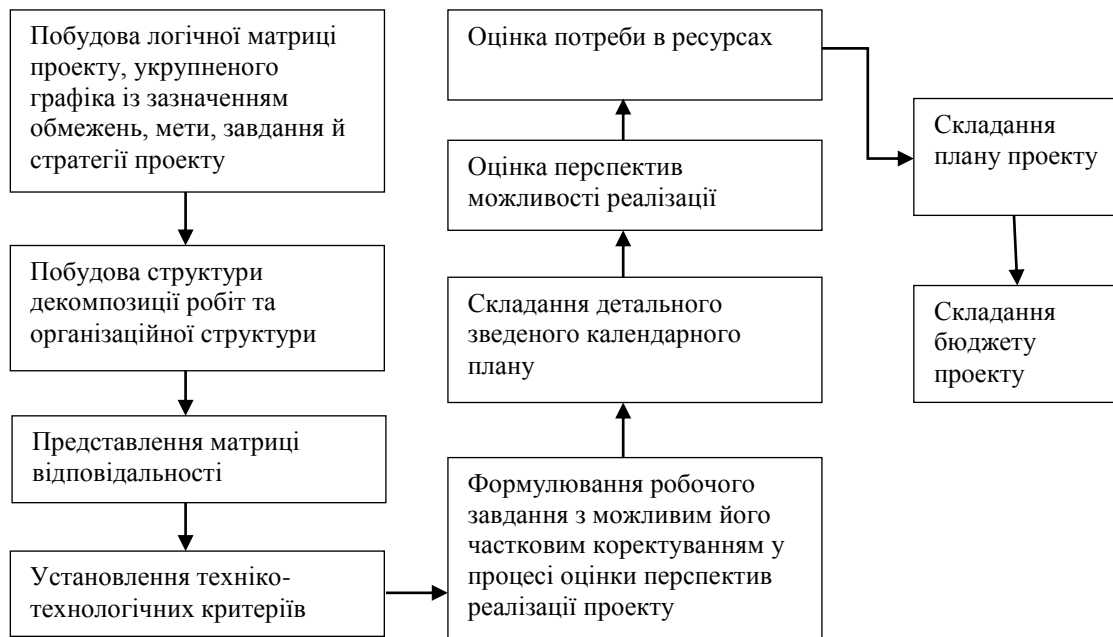 Побудова логічної матриці
проекту, укрупненого
графіка із зазначенням
обмежень, мети, завдання й
стратегії проекту
Побудова структури
декомпозиції робіт та
організаційної структури
Представлення матриці
відповідальності
Установлення техніко-
технологічних критеріїв
Формулювання робочого
завдання з можливим його
частковим коректуванням у
процесі оцінки перспектив
реалізації проекту
Складання детального
зведеного календарного
плану
Оцінка перспектив
можливості реалізації
Оцінка потреби в ресурсах
Складання
плану проекту
Складання
бюджету
проекту